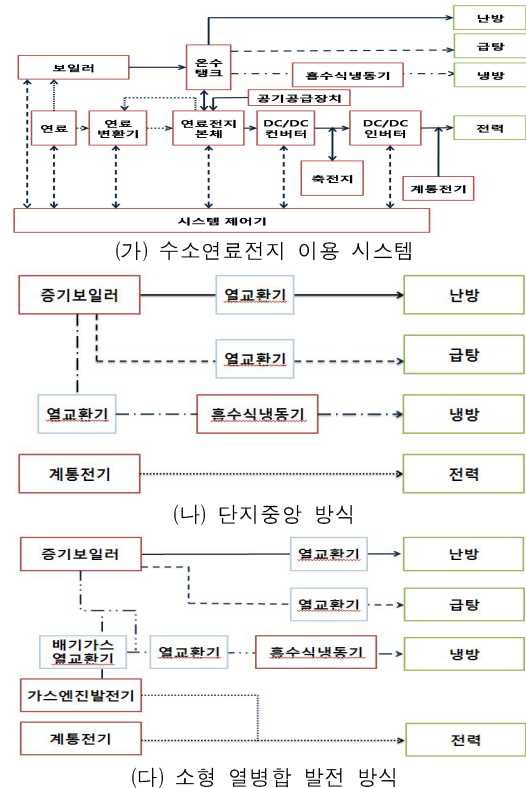 난방
온수
탱크
급탕
보일러
흡수식냉동기
냉방
공기공급장치
연료
연료
변환기
연료전지
본체
DC/DC
컨버터
DC/DC
인버터
전력
축전지
계통전기
시스템 제어기
(가) 수소연료전지 이용 시스템
증기보일러
열교환기
난방
열교환기
급탕
열교환기
흡수식냉동기
냉방
계통전기
전력
(나) 단지중앙 방식
증기보일러
열교환기
난방
열교환기
급탕
배기가스
열교환기
열교환기
흡수식냉동기
냉방
가스엔진발전기
계통전기
전력
(다) 소형 열병합 발전 방식